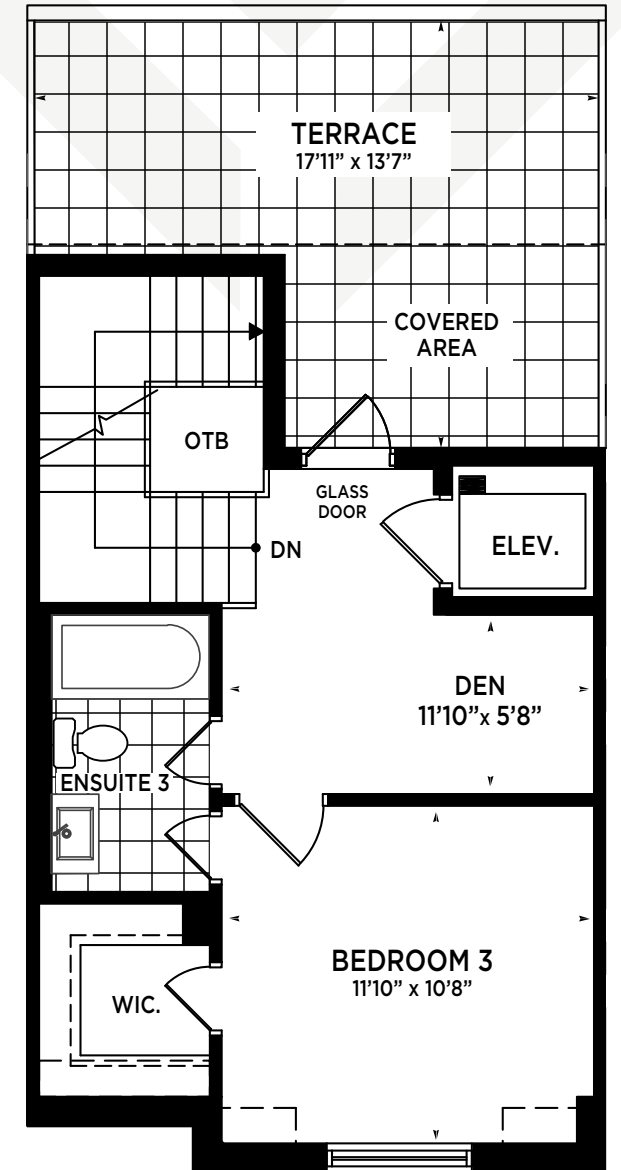 TERRACE
17'11" x 13'7"
COVERED
AREA
OTB
GLASS
DOOR
DN
ELEV.
DEN
11'10" x 5'8"
ENSUITE 3
BEDROOM 3
11'10" x 10'8"
WIC.